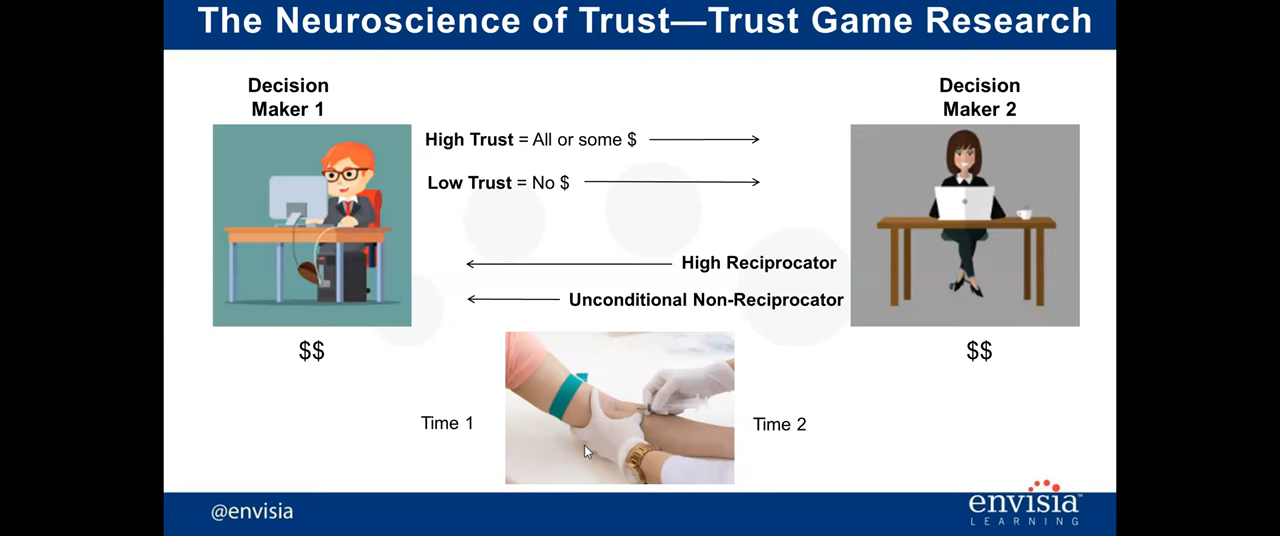 The Neuroscience of Trust—Trust Game Research
Decision
Maker 1
Decision
Maker 2
High Trust = All or some $
Low Trust = No $
High Reciprocator
Unconditional Non-Reciprocator
$$
$$
Time 1
Time 2
@envisia
envisia™
LEARNING